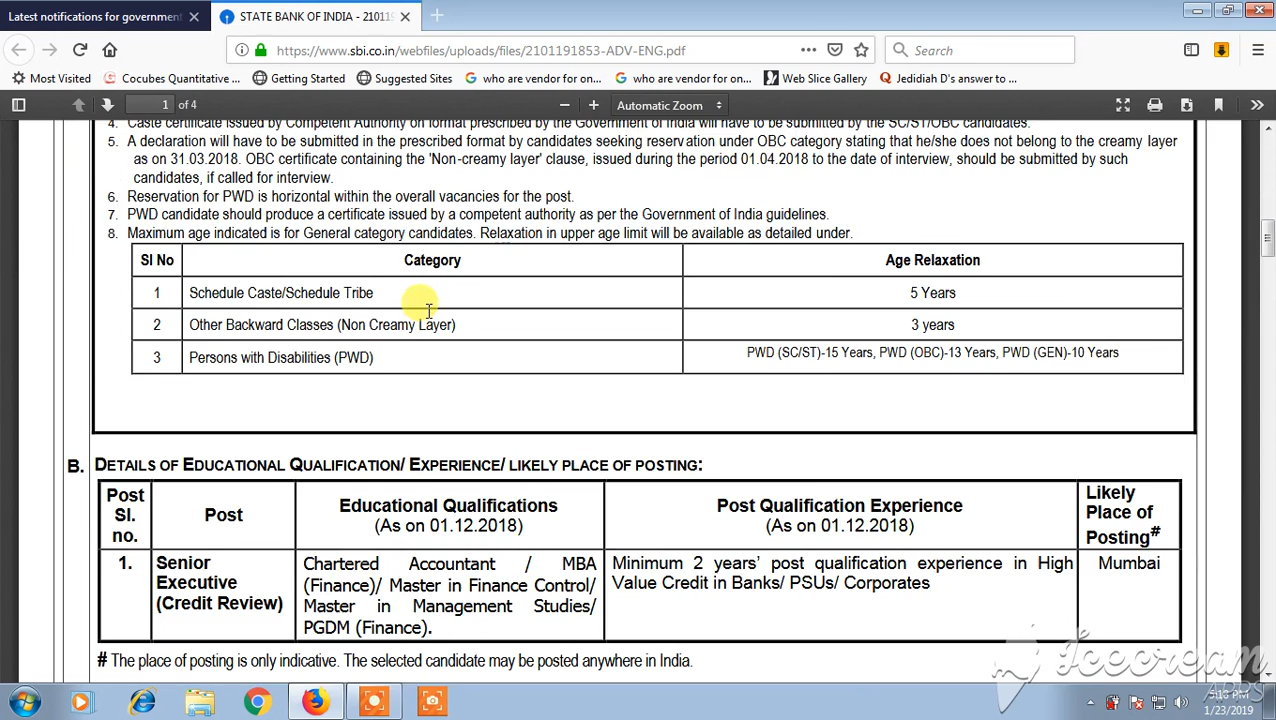 Latest notifications for government
STATE BANK OF INDIA - 21011
https://www.sbi.co.in/webfiles/uploads/files/2101191853-ADV-ENG.pdf
Search
Most Visited
Cocubes Quantitative ...
Getting Started
Suggested Sites
who are vendor for on...
who are vendor for on...
Web Slice Gallery
Jedidiah D's answer to ...
1 of 4
Automatic Zoom
4. Caste certificate issued by Competent Authority on format prescribed by the Government of India will have to be submitted by the SC/ST/OBC candidates.
5. A declaration will have to be submitted in the prescribed format by candidates seeking reservation under OBC category stating that he/she does not belong to the creamy layer
as on 31.03.2018. OBC certificate containing the 'Non-creamy layer' clause, issued during the period 01.04.2018 to the date of interview, should be submitted by such
candidates, if called for interview.
6. Reservation for PWD is horizontal within the overall vacancies for the post.
7. PWD candidate should produce a certificate issued by a competent authority as per the Government of India guidelines.
8. Maximum age indicated is for General category candidates. Relaxation in upper age limit will be available as detailed under.
Sl No Category Age Relaxation
1 Schedule Caste/Schedule Tribe 5 Years
2 Other Backward Classes (Non Creamy Layer) 3 years
3 Persons with Disabilities (PWD) PWD (SC/ST)-15 Years, PWD (OBC)-13 Years, PWD (GEN)-10 Years
B. DETAILS OF EDUCATIONAL QUALIFICATION/ EXPERIENCE/ LIKELY PLACE OF POSTING:
Post
Sl.
no.
Post
Educational Qualifications
(As on 01.12.2018)
Post Qualification Experience
(As on 01.12.2018)
Likely
Place of
Posting#
1.
Senior
Executive
(Credit Review)
Chartered Accountant / MBA
(Finance)/ Master in Finance Control/
Master in Management Studies/
PGDM (Finance).
Minimum 2 years' post qualification experience in High
Value Credit in Banks/ PSUs/ Corporates
Mumbai
# The place of posting is only indicative. The selected candidate may be posted anywhere in India.
Icecream
APPS
5:18 PM
1/23/2019